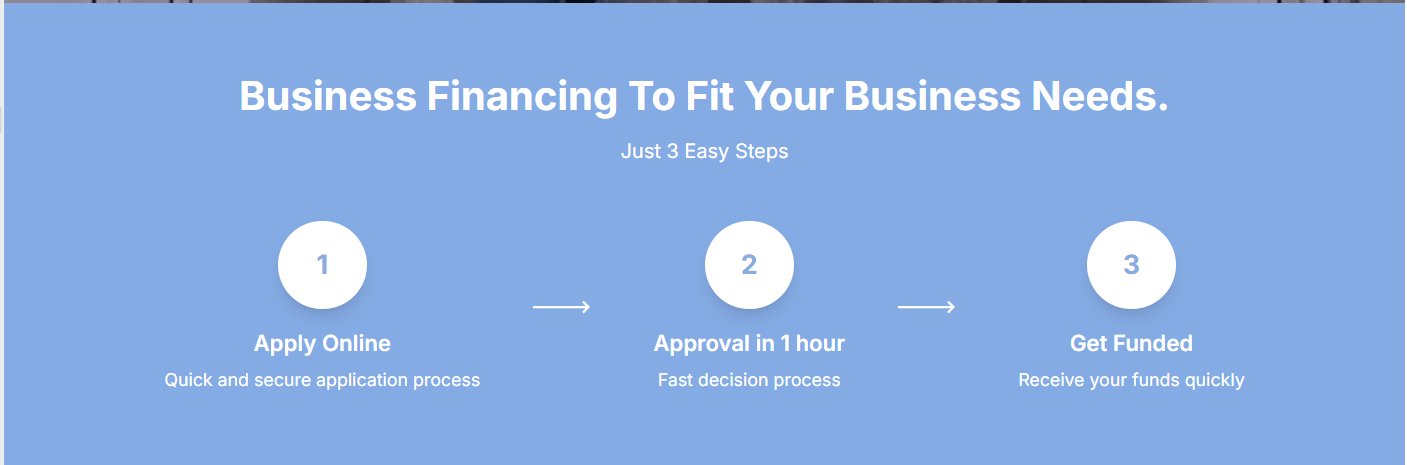 Business Financing To Fit Your Business Needs.
Just 3 Easy Steps
1
2
3
Apply Online
Approval in 1 hour
Get Funded
Quick and secure application process
Fast decision process
Receive your funds quickly